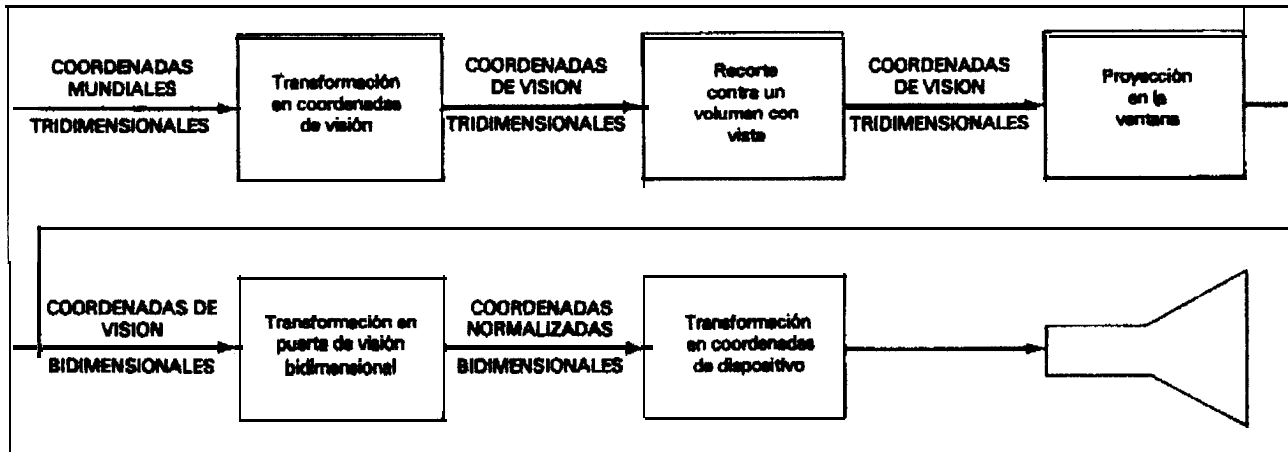 COORDENADAS
MUNDIALES
TRIDIMENSIONALES
Transformación
en coordenadas
de visión
COORDENADAS
DE VISION
TRIDIMENSIONALES
Recorte
contra un
volumen con
vista
COORDENADAS
DE VISION
TRIDIMENSIONALES
Proyección
en la
ventana
COORDENADAS DE
VISION
BIDIMENSIONALES
Transformación en
puerta de visión
bidimensional
COORDENADAS
NORMALIZADAS
BIDIMENSIONALES
Transformación
en coordenadas
de dispositivo